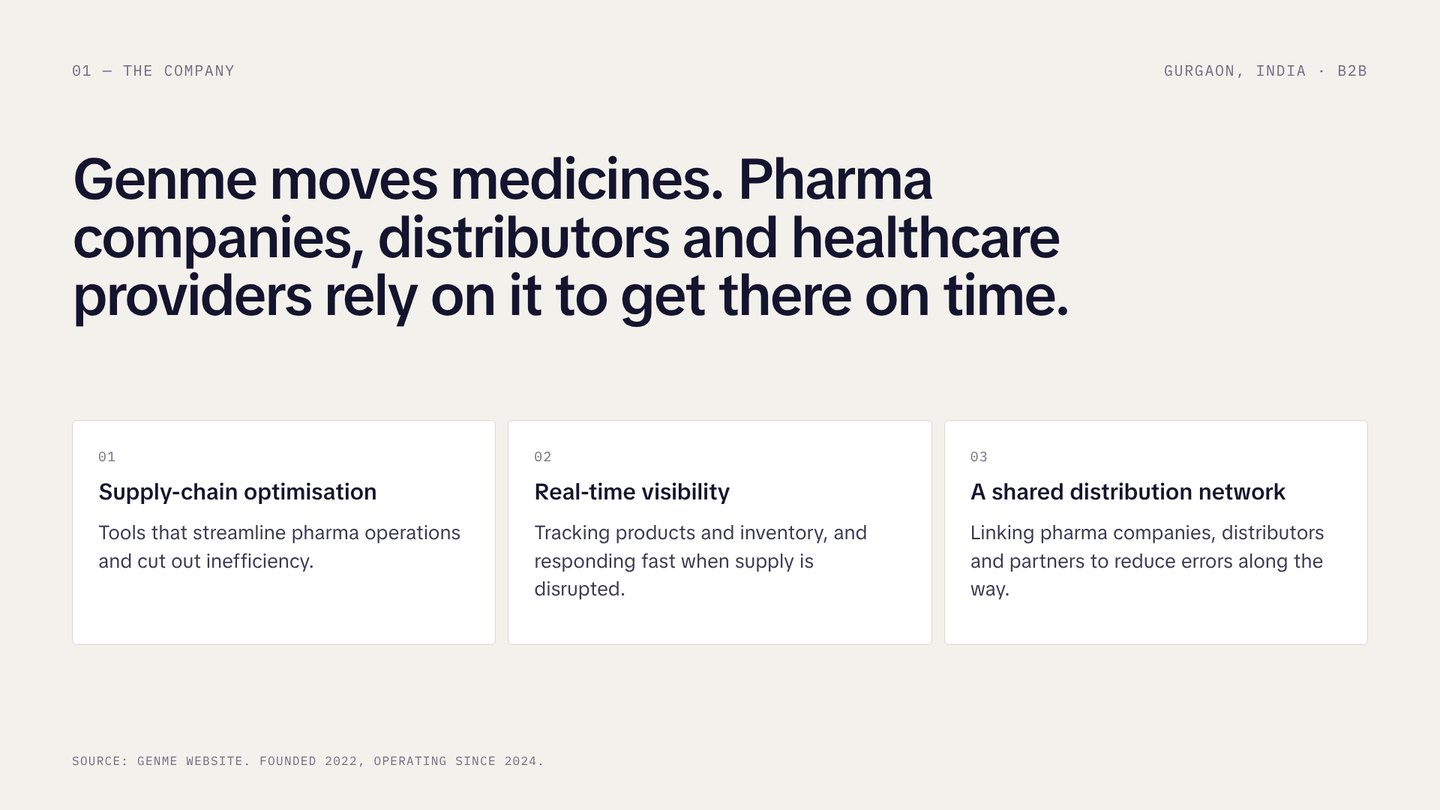 01 — THE COMPANY
GURGAON, INDIA · B2B
Genme moves medicines. Pharma
companies, distributors and healthcare
providers rely on it to get there on time.
01
Supply-chain optimisation
Tools that streamline pharma operations
and cut out inefficiency.
02
Real-time visibility
Tracking products and inventory, and
responding fast when supply is
disrupted.
03
A shared distribution network
Linking pharma companies, distributors
and partners to reduce errors along the
way.
SOURCE: GENME WEBSITE. FOUNDED 2022, OPERATING SINCE 2024.